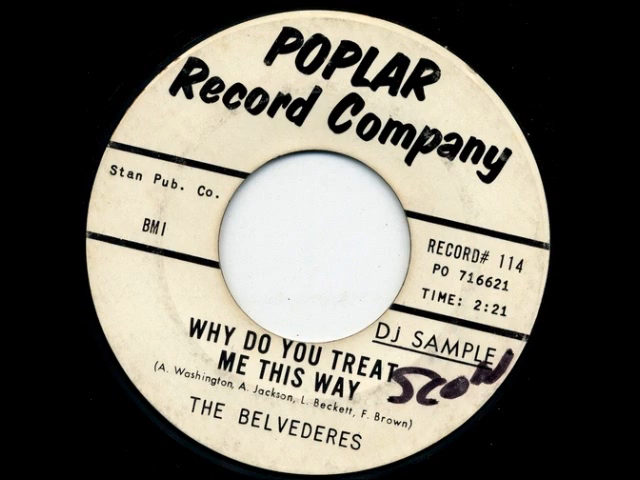 POPLAR
Record Company
Stan Pub. Co.
BMI
RECORD# 114
PO 716621
TIME: 2:21
DJ SAMPLE
WHY DO YOU TREAT
ME THIS WAY
(A. Washington, A. Jackson, L. Beckett, F. Brown)
THE BELVEDERES